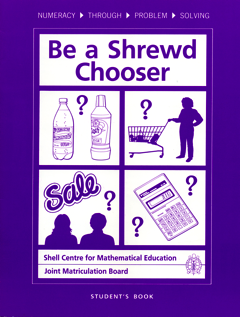 NUMERACY ▶ THROUGH ▶ PROBLEM ▶ SOLVING
Be a Shrewd
Chooser
?
?
Sale
?
?
Shell Centre for Mathematical Education
Joint Matriculation Board
STUDENT'S BOOK